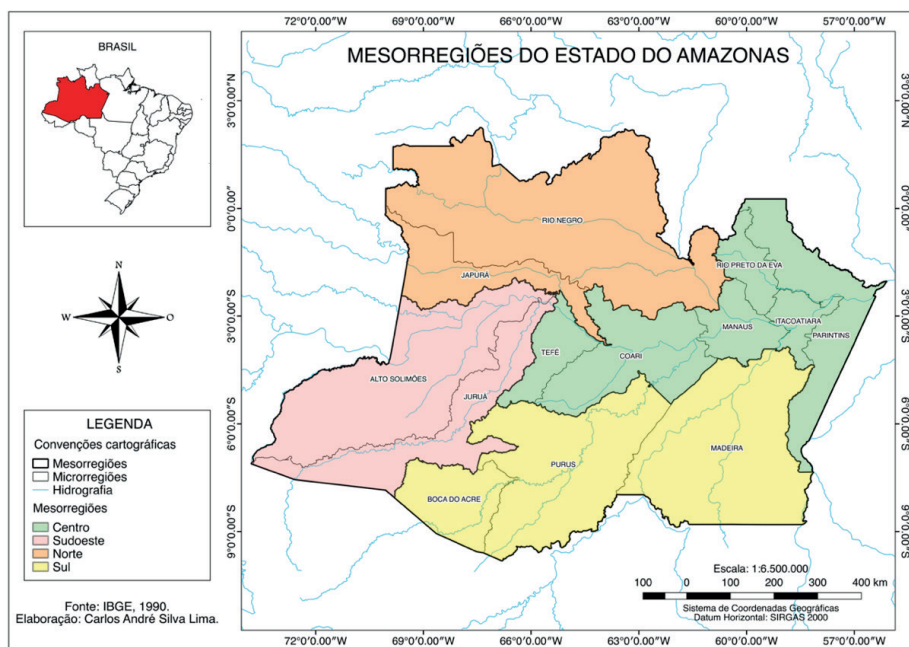 72°0'0.00"W 69°0'0.00"W 66°0'0.00"W 63°0'0.00"W 60°0'0.00"W 57°0'0.00"W
BRASIL
MESORREGIÕES DO ESTADO DO AMAZONAS
3°0'0.00"N
3°0'0.00"N
0°0'0.00"
0°0'0.00"
3°0'0.00"S
3°0'0.00"S
6°0'0.00"S
6°0'0.00"S
9°0'0.00"S
9°0'0.00"S
N
W
O
S
RIO NEGRO
RIO PRETO DA EVA
JAPURÁ
ITACOATIARA
MANAUS
PARINTINS
TEFÉ
COARI
ALTO SOLIMÕES
JURUÁ
MADEIRA
PURUS
BOCA DO ACRE
LEGENDA
Convenções cartográficas
Mesorregiões
Microrregiões
Hidrografia
Mesorregiões
Centro
Sudoeste
Norte
Sul
Escala: 1:6.500.000
100 0 100 200 300 400 km
Sistema de Coordenadas Geográficas
Datum Horizontal: SIRGAS 2000
Fonte: IBGE, 1990.
Elaboração: Carlos André Silva Lima.
72°0'0.00"W 69°0'0.00"W 66°0'0.00"W 63°0'0.00"W 60°0'0.00"W 57°0'0.00"W